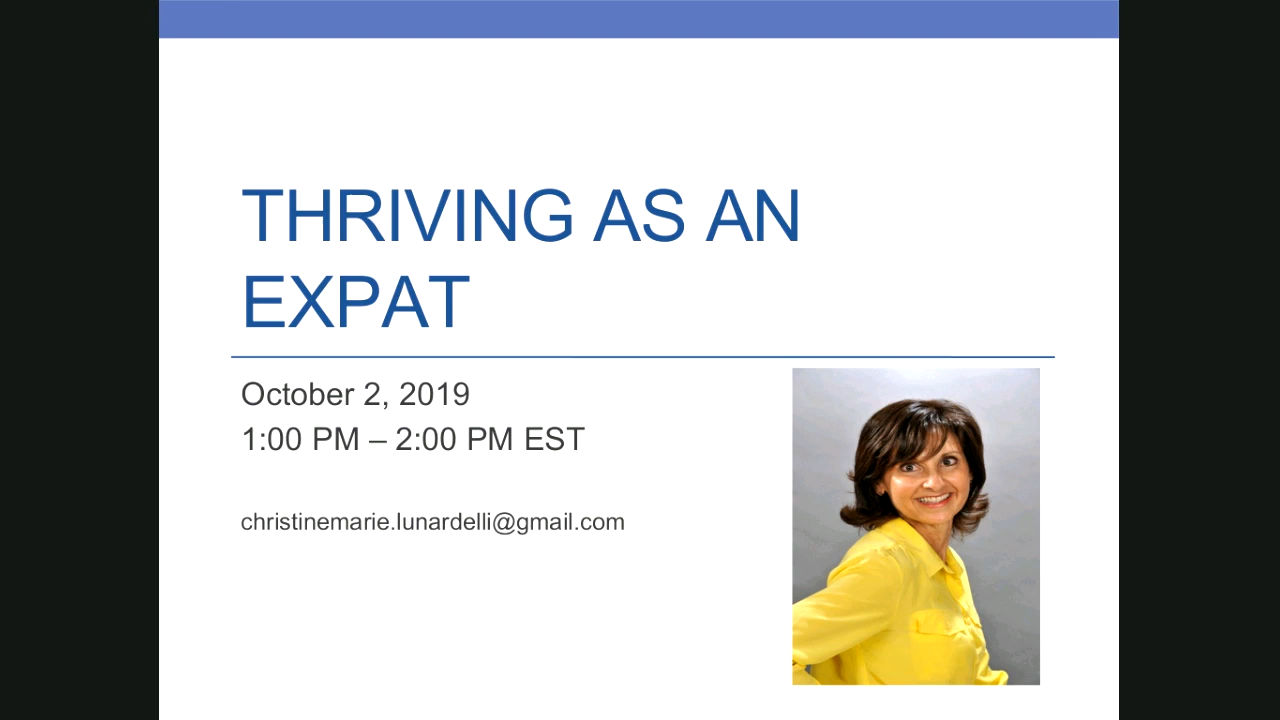 THRIVING AS AN
EXPAT
October 2, 2019
1:00 PM – 2:00 PM EST
christinemarie.lunardelli@gmail.com